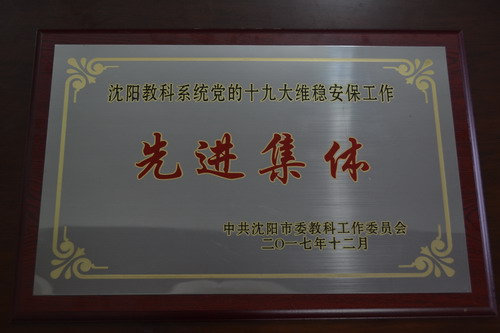 沈阳教科系统党的十九大维稳安保工作
先进集体
中共沈阳市委教科工作委员会
二〇一七年十二月